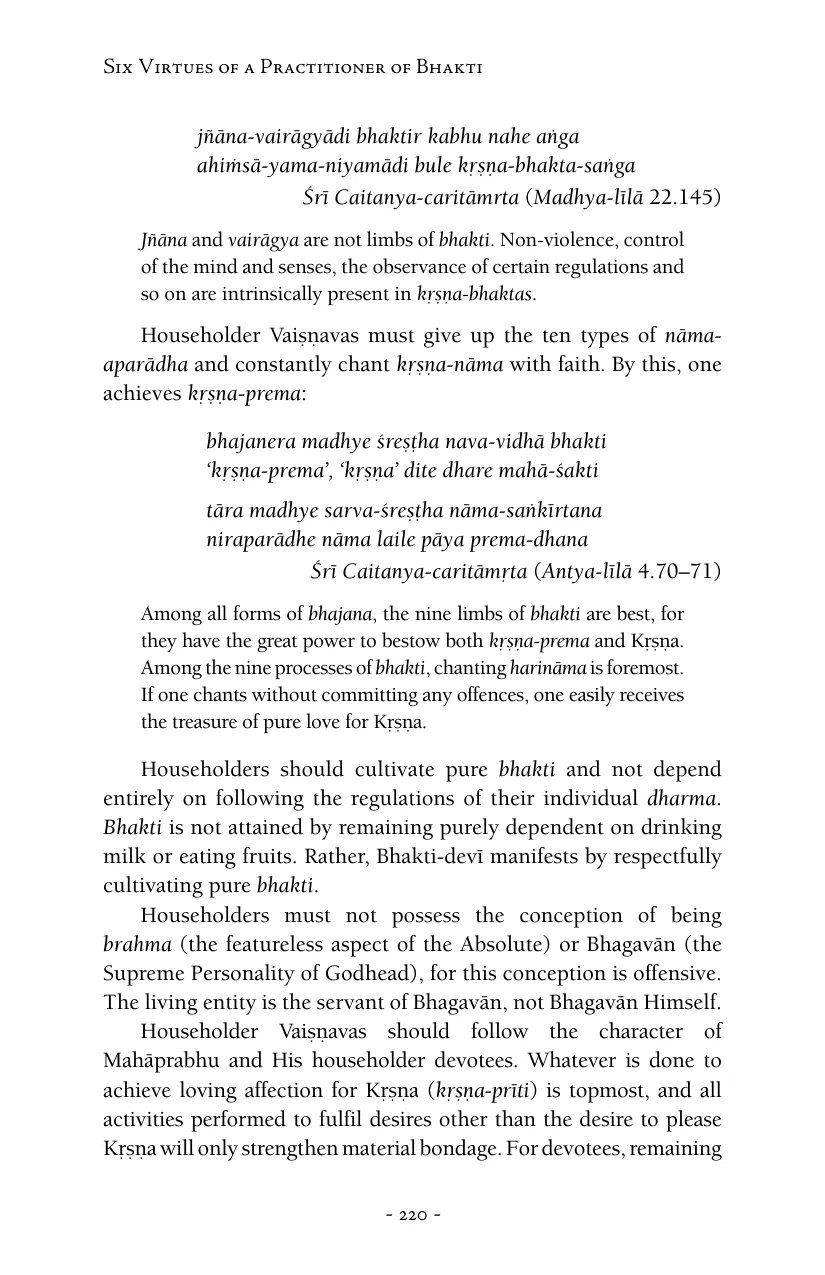 Six Virtues of a Practitioner of Bhakti
jñāna-vairāgyādi bhaktir kabhu nahe aṅga
ahiṁsā-yama-niyamādi bule kṛṣṇa-bhakta-saṅga
Śrī Caitanya-caritāmṛta (Madhya-līlā 22.145)
Jñāna and vairāgya are not limbs of bhakti. Non-violence, control
of the mind and senses, the observance of certain regulations and
so on are intrinsically present in kṛṣṇa-bhaktas.
Householder Vaiṣṇavas must give up the ten types of nāma-
aparādha and constantly chant kṛṣṇa-nāma with faith. By this, one
achieves kṛṣṇa-prema:
bhajanera madhye śreṣṭha nava-vidhā bhakti
‘kṛṣṇa-prema’, ‘kṛṣṇa’ dite dhare mahā-śakti
tāra madhye sarva-śreṣṭha nāma-saṅkīrtana
niraparādhe nāma laile pāya prema-dhana
Śrī Caitanya-caritāmṛta (Antya-līlā 4.70–71)
Among all forms of bhajana, the nine limbs of bhakti are best, for
they have the great power to bestow both kṛṣṇa-prema and Kṛṣṇa.
Among the nine processes of bhakti, chanting harināma is foremost.
If one chants without committing any offences, one easily receives
the treasure of pure love for Kṛṣṇa.
Householders should cultivate pure bhakti and not depend
entirely on following the regulations of their individual dharma.
Bhakti is not attained by remaining purely dependent on drinking
milk or eating fruits. Rather, Bhakti-devī manifests by respectfully
cultivating pure bhakti.
Householders must not possess the conception of being
brahma (the featureless aspect of the Absolute) or Bhagavān (the
Supreme Personality of Godhead), for this conception is offensive.
The living entity is the servant of Bhagavān, not Bhagavān Himself.
Householder Vaiṣṇavas should follow the character of
Mahāprabhu and His householder devotees. Whatever is done to
achieve loving affection for Kṛṣṇa (kṛṣṇa-prīti) is topmost, and all
activities performed to fulfil desires other than the desire to please
Kṛṣṇa will only strengthen material bondage. For devotees, remaining
- 220 -